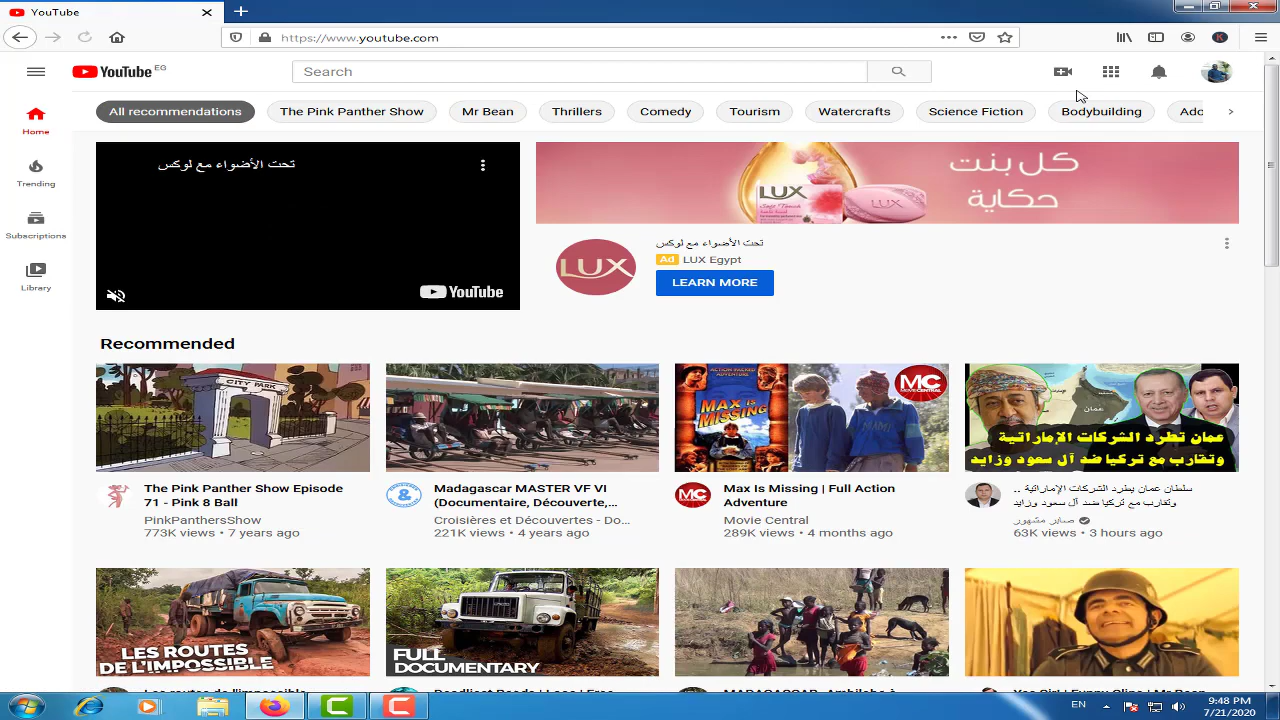 YouTube
https://www.youtube.com
YouTube EG
Search
All recommendations
The Pink Panther Show
Mr Bean
Thrillers
Comedy
Tourism
Watercrafts
Science Fiction
Bodybuilding
Home
Trending
Subscriptions
Library
تحت الأضواء مع لوكس
YouTube
LUX
LUX
كل بنت
حكاية
LUX
تحت الأضواء مع لوكس
Ad LUX Egypt
LEARN MORE
Recommended
CITY PARK
MAX IS
MISSING
MC
عمان تطرد الشركات الإماراتية
وتقارب مع تركيا ضد آل سعود وزايد
The Pink Panther Show Episode
71 - Pink 8 Ball
PinkPanthersShow
773K views • 7 years ago
Madagascar MASTER VF VI
(Documentaire, Découverte,...
Croisières et Découvertes - Do...
221K views • 4 years ago
MC
Max Is Missing | Full Action
Adventure
Movie Central
289K views • 4 months ago
سلطان عمان يطرد الشركات الإماراتية ..
وتقارب مع تركيا ضد آل سعود وزايد
صابر مشهور
63K views • 3 hours ago
LES ROUTES
DE L'IMPOSSIBLE
FULL
DOCUMENTARY
EN
9:48 PM
7/21/2020